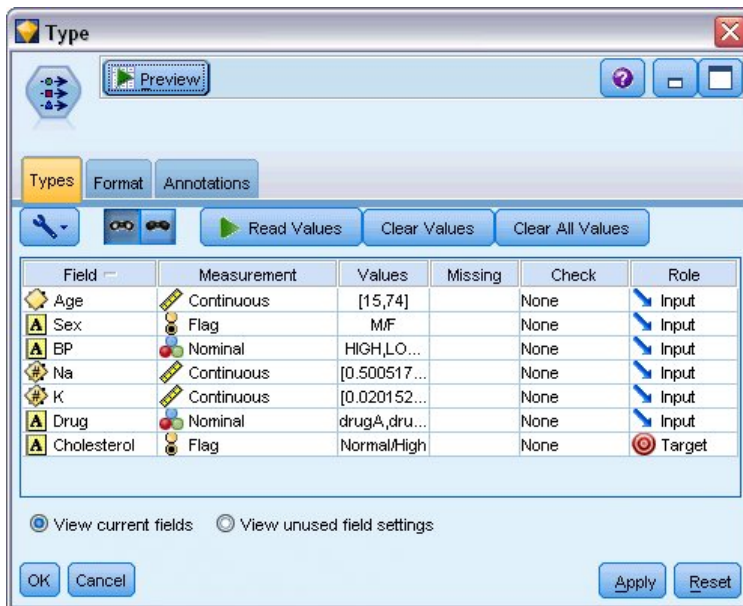 Type
Preview
Types Format Annotations
Read Values Clear Values Clear All Values
Field Measurement Values Missing Check Role
Age Continuous [15,74] None Input
A Sex Flag M/F None Input
A BP Nominal HIGH,LO... None Input
# Na Continuous [0.500517... None Input
# K Continuous [0.020152... None Input
A Drug Nominal drugA,dru... None Input
A Cholesterol Flag Normal/High None Target
View current fields View unused field settings
OK Cancel Apply Reset